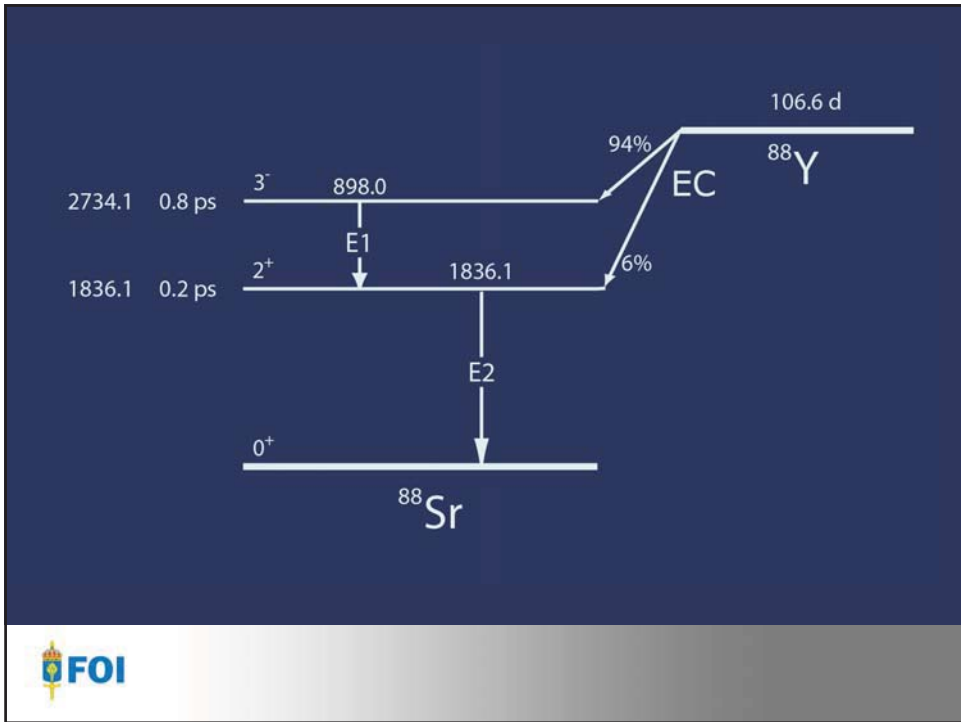 106.6 d
94%
⁸⁸Y
EC
3⁻
898.0
2734.1 0.8 ps
E1
6%
2⁺
1836.1
1836.1 0.2 ps
E2
0⁺
⁸⁸Sr
FOI